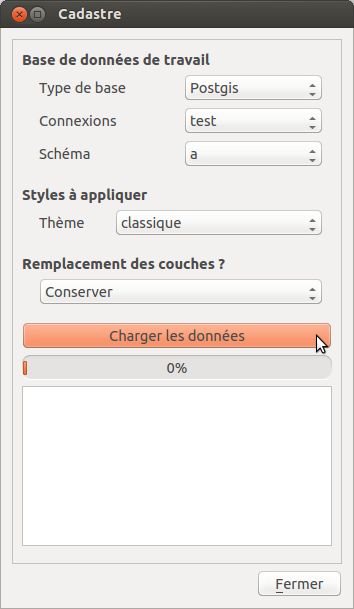 Cadastre
Base de données de travail
Type de base Postgis
Connexions test
Schéma a
Styles à appliquer
Thème classique
Remplacement des couches ?
Conserver
Charger les données
0%
Fermer